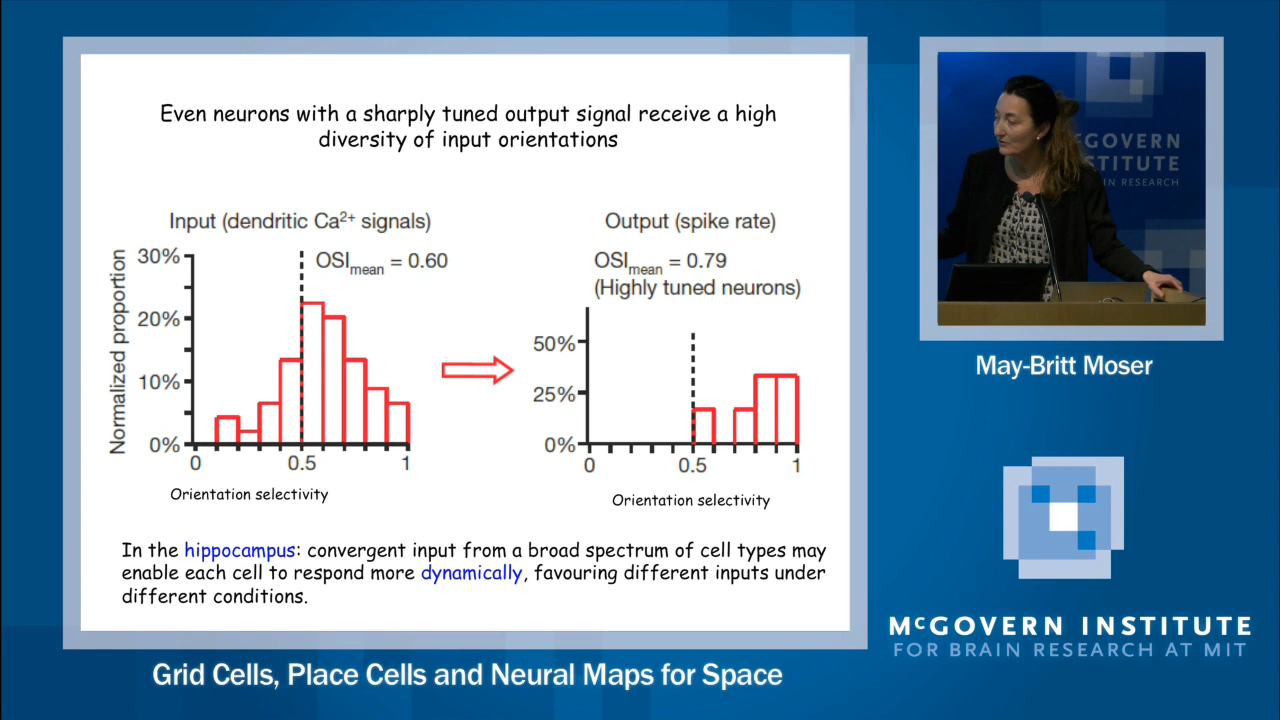 Even neurons with a sharply tuned output signal receive a high
diversity of input orientations
Input (dendritic Ca²⁺ signals)
Normalized proportion
30%
20%
10%
0%
OSImean = 0.60
0
0.5
1
Orientation selectivity
Output (spike rate)
OSImean = 0.79
(Highly tuned neurons)
50%
25%
0%
0
0.5
1
Orientation selectivity
In the hippocampus: convergent input from a broad spectrum of cell types may
enable each cell to respond more dynamically, favouring different inputs under
different conditions.
Grid Cells, Place Cells and Neural Maps for Space
McGOVERN
INSTITUTE
May-Britt Moser
McGOVERN INSTITUTE
FOR BRAIN RESEARCH AT MIT